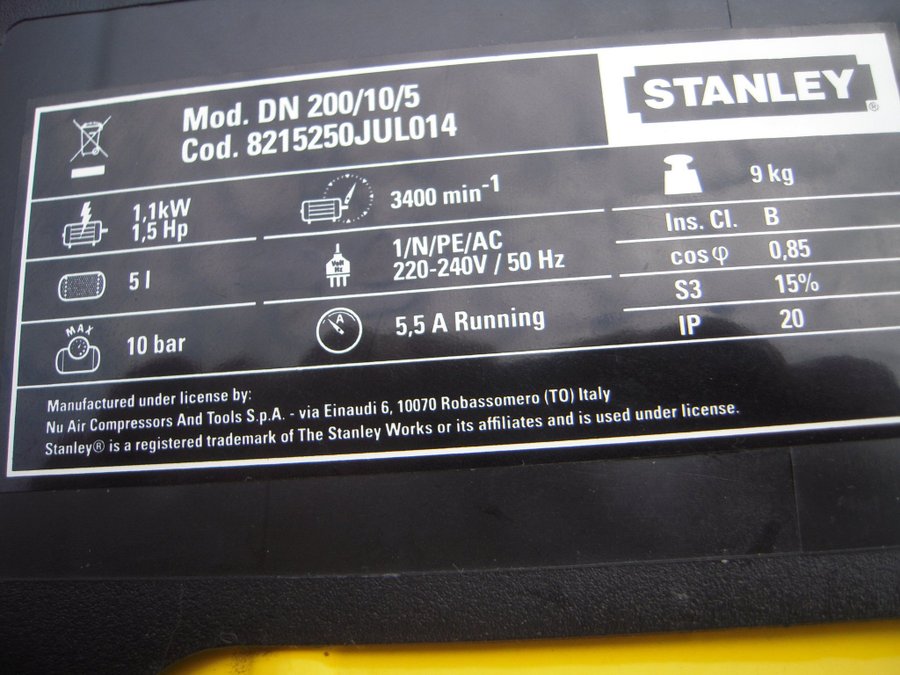 STANLEY®
Mod. DN 200/10/5
Cod. 8215250JUL014
1,1kW
1,5 Hp
3400 min-1
9 kg
5 l
Volt
Hz
1/N/PE/AC
220-240V / 50 Hz
Ins. Cl. B
cosφ 0,85
MAX
10 bar
A
5,5 A Running
S3 15%
IP 20
Manufactured under license by:
Nu Air Compressors And Tools S.p.A. - via Einaudi 6, 10070 Robassomero (TO) Italy
Stanley® is a registered trademark of The Stanley Works or its affiliates and is used under license.